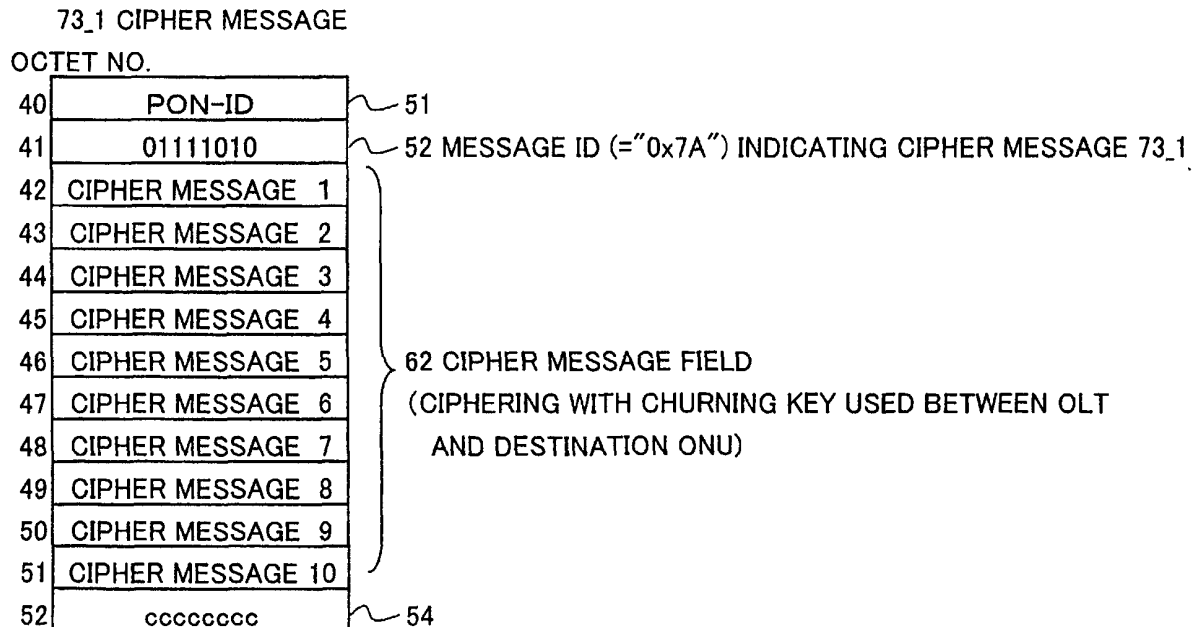 73_1 CIPHER MESSAGE
OCTET NO.
40 PON-ID 51
41 01111010 52 MESSAGE ID (="0x7A") INDICATING CIPHER MESSAGE 73_1
42 CIPHER MESSAGE 1
43 CIPHER MESSAGE 2
44 CIPHER MESSAGE 3
45 CIPHER MESSAGE 4
46 CIPHER MESSAGE 5 62 CIPHER MESSAGE FIELD
47 CIPHER MESSAGE 6 (CIPHERING WITH CHURNING KEY USED BETWEEN OLT
48 CIPHER MESSAGE 7 AND DESTINATION ONU)
49 CIPHER MESSAGE 8
50 CIPHER MESSAGE 9
51 CIPHER MESSAGE 10
52 cccccccc 54